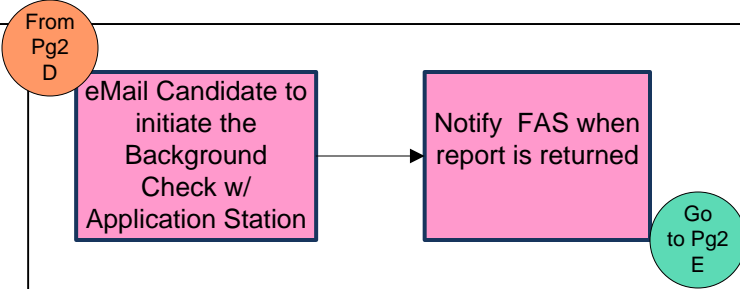 From
Pg2
D
eMail Candidate to
initiate the
Background
Check w/
Application Station
Notify  FAS when
report is returned
Go
to Pg2
E